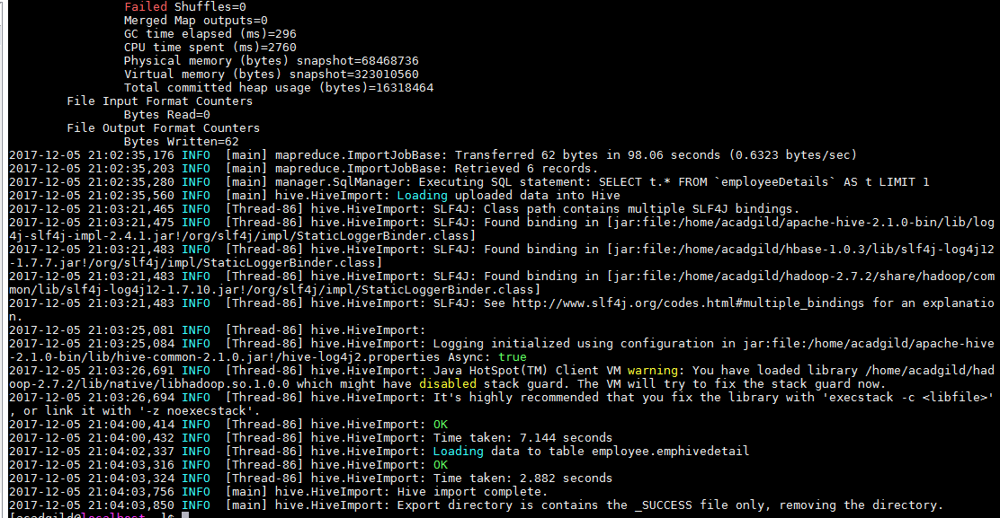 Failed Shuffles=0
Merged Map outputs=0
GC time elapsed (ms)=296
CPU time spent (ms)=2760
Physical memory (bytes) snapshot=68468736
Virtual memory (bytes) snapshot=323010560
Total committed heap usage (bytes)=16318464
File Input Format Counters
Bytes Read=0
File Output Format Counters
Bytes Written=62
2017-12-05 21:02:35,176 INFO  [main] mapreduce.ImportJobBase: Transferred 62 bytes in 98.06 seconds (0.6323 bytes/sec)
2017-12-05 21:02:35,203 INFO  [main] mapreduce.ImportJobBase: Retrieved 6 records.
2017-12-05 21:02:35,280 INFO  [main] manager.SqlManager: Executing SQL statement: SELECT t.* FROM `employeeDetails` AS t LIMIT 1
2017-12-05 21:02:35,560 INFO  [main] hive.HiveImport: Loading uploaded data into Hive
2017-12-05 21:03:21,465 INFO  [Thread-86] hive.HiveImport: SLF4J: Class path contains multiple SLF4J bindings.
2017-12-05 21:03:21,475 INFO  [Thread-86] hive.HiveImport: SLF4J: Found binding in [jar:file:/home/acadgild/apache-hive-2.1.0-bin/lib/log
4j-slf4j-impl-2.4.1.jar!/org/slf4j/impl/StaticLoggerBinder.class]
2017-12-05 21:03:21,483 INFO  [Thread-86] hive.HiveImport: SLF4J: Found binding in [jar:file:/home/acadgild/hbase-1.0.3/lib/slf4j-log4j12
-1.7.7.jar!/org/slf4j/impl/StaticLoggerBinder.class]
2017-12-05 21:03:21,483 INFO  [Thread-86] hive.HiveImport: SLF4J: Found binding in [jar:file:/home/acadgild/hadoop-2.7.2/share/hadoop/com
mon/lib/slf4j-log4j12-1.7.10.jar!/org/slf4j/impl/StaticLoggerBinder.class]
2017-12-05 21:03:21,483 INFO  [Thread-86] hive.HiveImport: SLF4J: See http://www.slf4j.org/codes.html#multiple_bindings for an explanatio
n.
2017-12-05 21:03:25,081 INFO  [Thread-86] hive.HiveImport:
2017-12-05 21:03:25,084 INFO  [Thread-86] hive.HiveImport: Logging initialized using configuration in jar:file:/home/acadgild/apache-hive
-2.1.0-bin/lib/hive-common-2.1.0.jar!/hive-log4j2.properties Async: true
2017-12-05 21:03:26,691 INFO  [Thread-86] hive.HiveImport: Java HotSpot(TM) Client VM warning: You have loaded library /home/acadgild/had
oop-2.7.2/lib/native/libhadoop.so.1.0.0 which might have disabled stack guard. The VM will try to fix the stack guard now.
2017-12-05 21:03:26,694 INFO  [Thread-86] hive.HiveImport: It's highly recommended that you fix the library with 'execstack -c <libfile>'
, or link it with '-z noexecstack'.
2017-12-05 21:04:00,414 INFO  [Thread-86] hive.HiveImport: OK
2017-12-05 21:04:00,432 INFO  [Thread-86] hive.HiveImport: Time taken: 7.144 seconds
2017-12-05 21:04:02,337 INFO  [Thread-86] hive.HiveImport: Loading data to table employee.emphivedetail
2017-12-05 21:04:03,316 INFO  [Thread-86] hive.HiveImport: OK
2017-12-05 21:04:03,324 INFO  [Thread-86] hive.HiveImport: Time taken: 2.882 seconds
2017-12-05 21:04:03,756 INFO  [main] hive.HiveImport: Hive import complete.
2017-12-05 21:04:03,850 INFO  [main] hive.HiveImport: Export directory is contains the _SUCCESS file only, removing the directory.
[acadgild@localhost ~]$